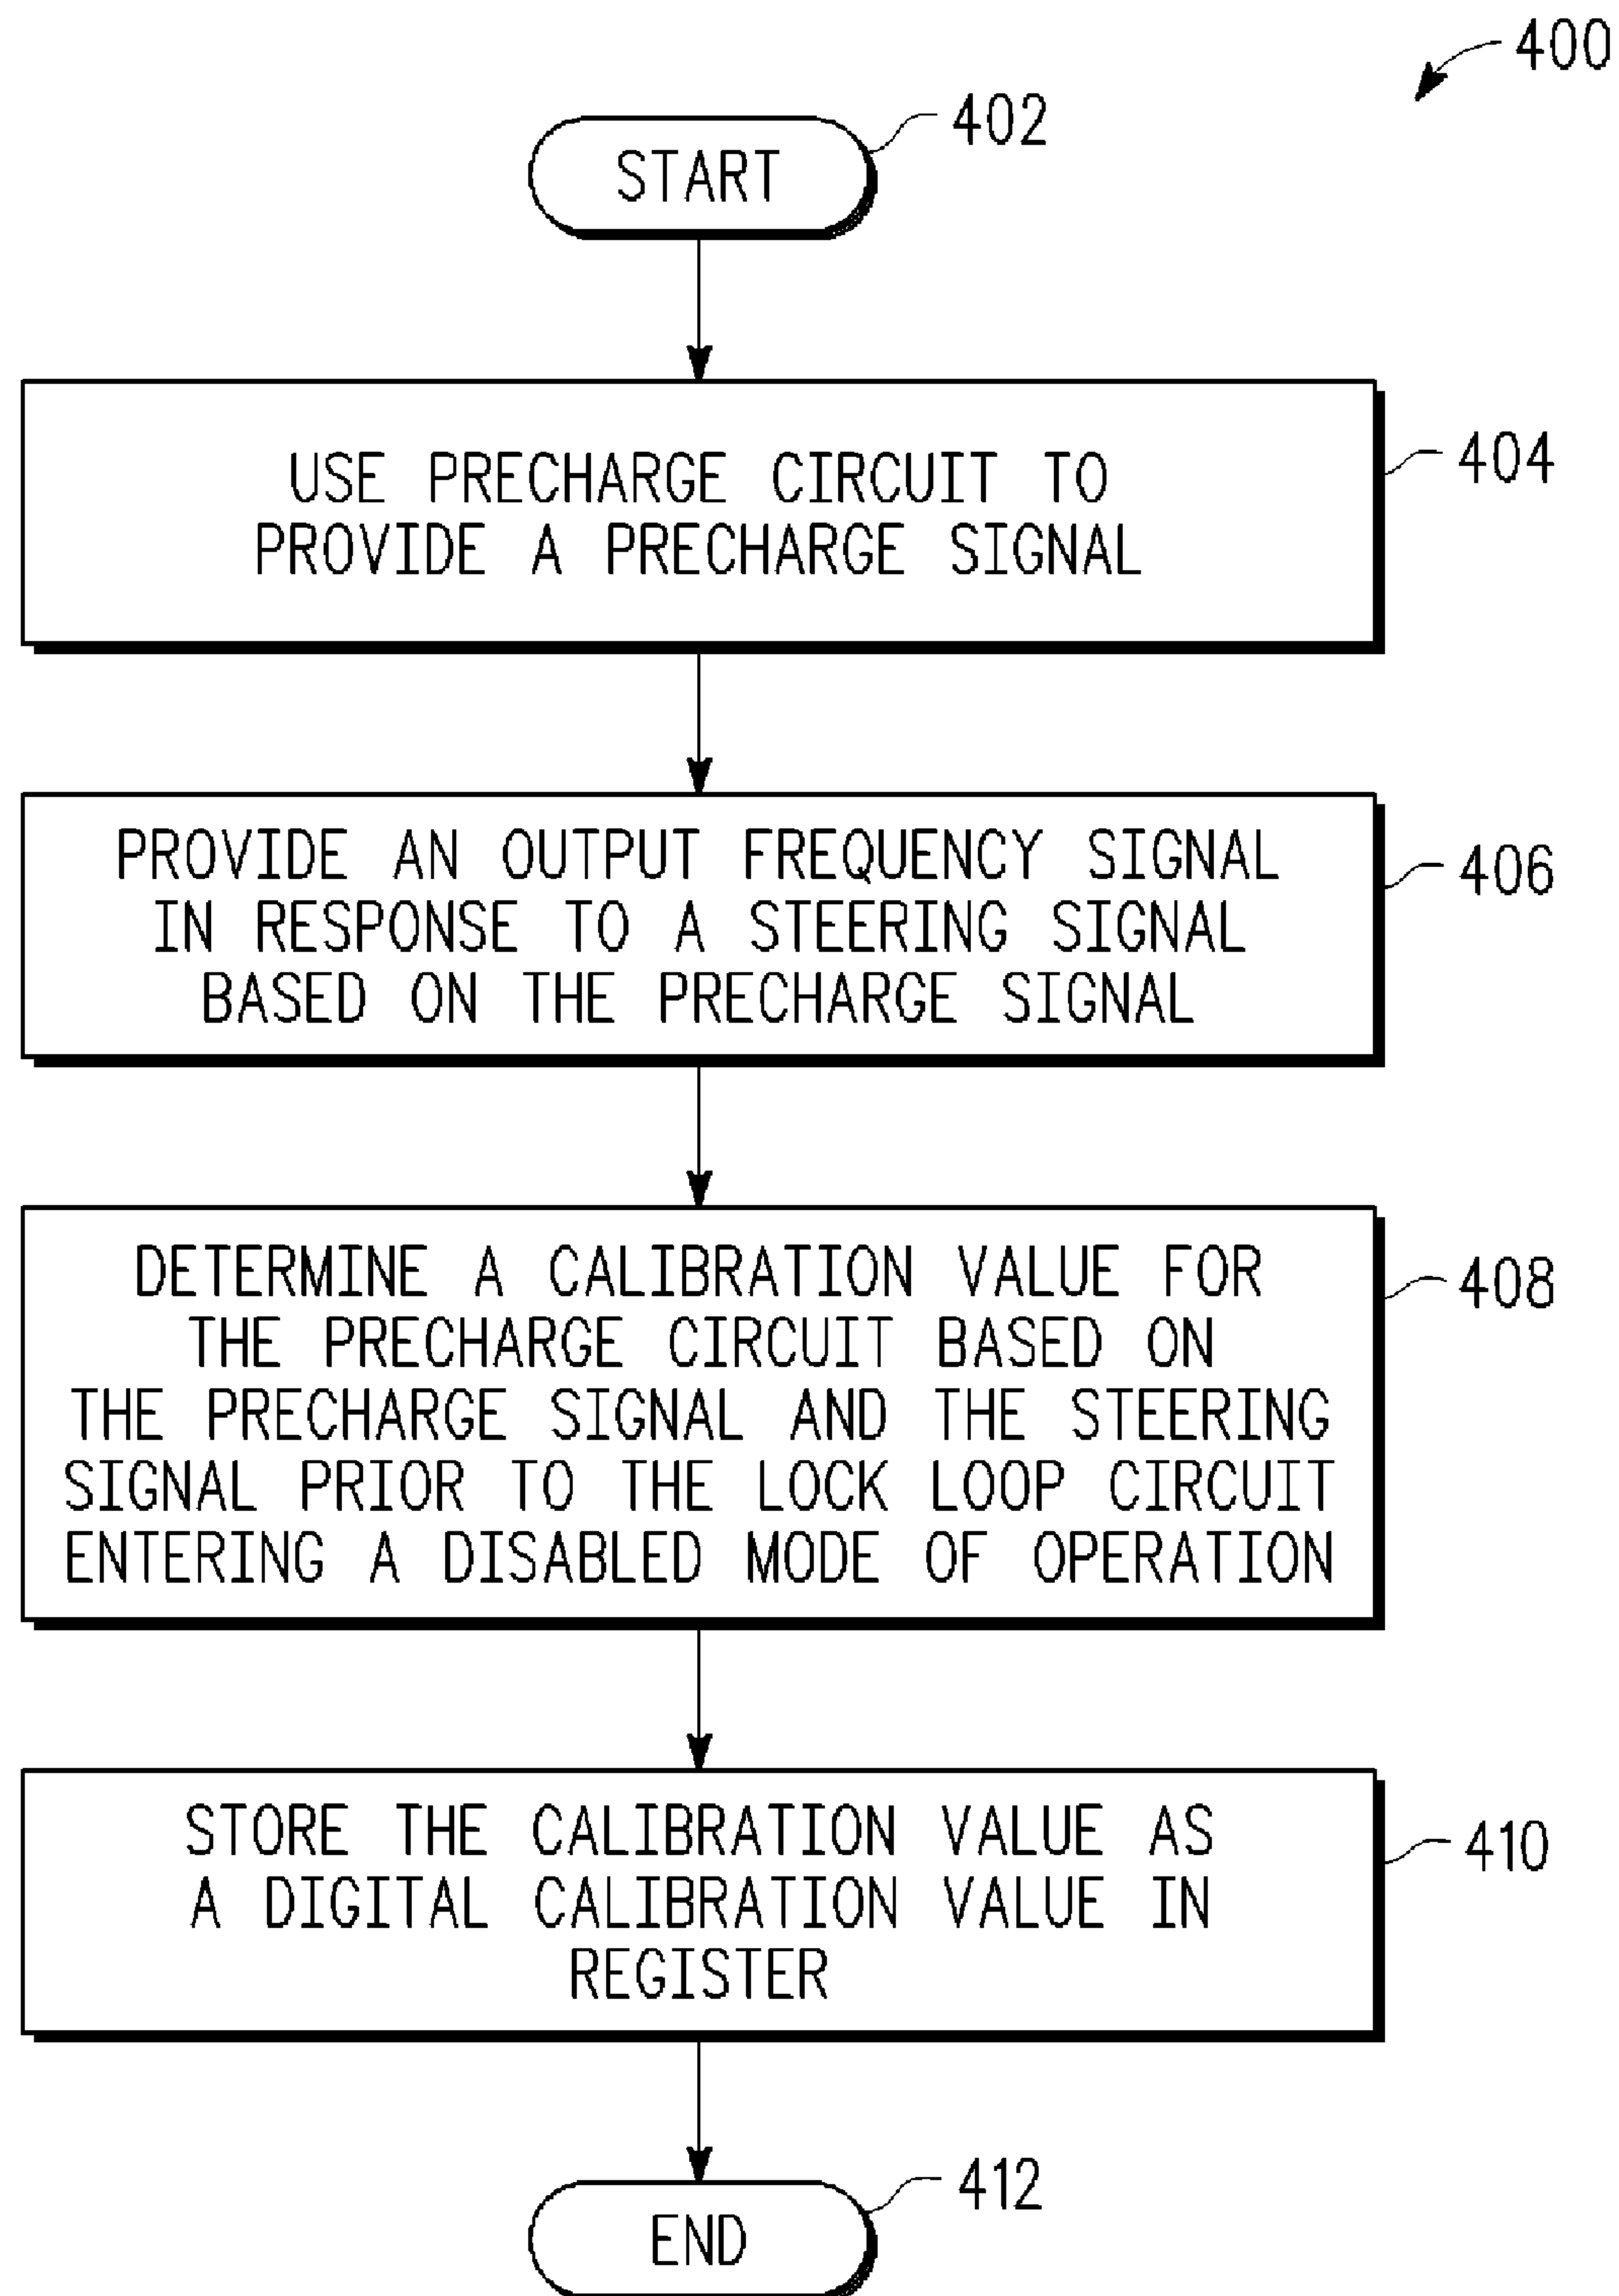 400
402
START
USE PRECHARGE CIRCUIT TO
PROVIDE A PRECHARGE SIGNAL
404
PROVIDE AN OUTPUT FREQUENCY SIGNAL
IN RESPONSE TO A STEERING SIGNAL
BASED ON THE PRECHARGE SIGNAL
406
DETERMINE A CALIBRATION VALUE FOR
THE PRECHARGE CIRCUIT BASED ON
THE PRECHARGE SIGNAL AND THE STEERING
SIGNAL PRIOR TO THE LOCK LOOP CIRCUIT
ENTERING A DISABLED MODE OF OPERATION
408
STORE THE CALIBRATION VALUE AS
A DIGITAL CALIBRATION VALUE IN
REGISTER
410
412
END